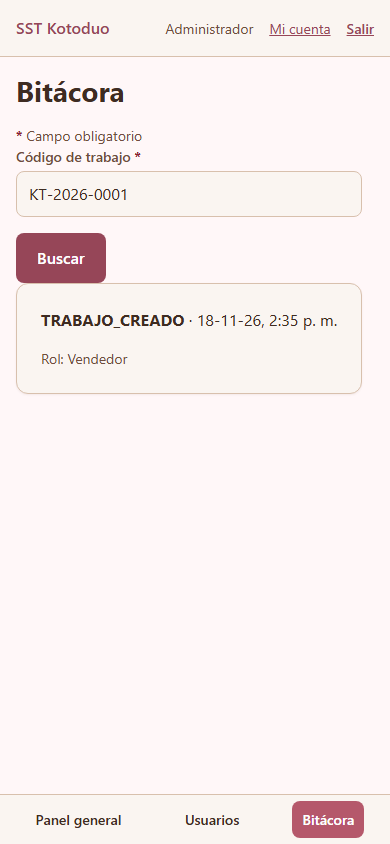 SST Kotoduo Administrador Mi cuenta Salir
Bitácora
* Campo obligatorio
Código de trabajo *
KT-2026-0001
Buscar
TRABAJO_CREADO · 18-11-26, 2:35 p. m.
Rol: Vendedor
Panel general Usuarios Bitácora